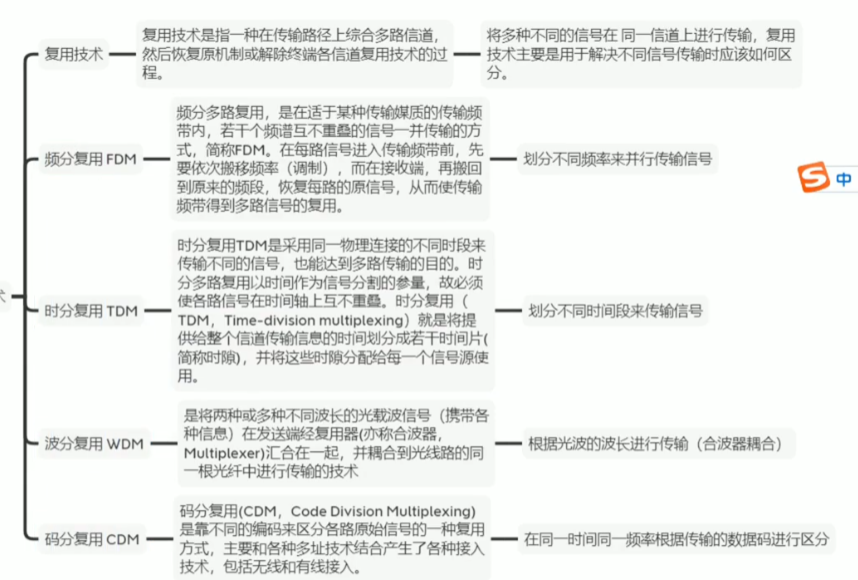 复用技术
复用技术是指一种在传输路径上综合多路信道，
然后恢复原机制或解除终端各信道复用技术的过
程。
将多种不同的信号在 同一信道上进行传输，复用
技术主要是用于解决不同信号传输时应该如何区
分。
频分复用 FDM
频分多路复用，是在适于某种传输媒质的传输频
带内，若干个频谱互不重叠的信号一并传输的方
式，简称FDM。在每路信号进入传输频带前，先
要依次搬移频率（调制），而在接收端，再搬回
到原来的频段，恢复每路的原信号，从而使传输
频带得到多路信号的复用。
划分不同频率来并行传输信号
中
时分复用 TDM
时分复用TDM是采用同一物理连接的不同时段来
传输不同的信号，也能达到多路传输的目的。时
分多路复用以时间作为信号分割的参量，故必须
使各路信号在时间轴上互不重叠。时分复用（
TDM，Time-division multiplexing）就是将提
供给整个信道传输信息的时间划分成若干时间片(
简称时隙)，并将这些时隙分配给每一个信号源使
用。
划分不同时间段来传输信号
波分复用 WDM
是将两种或多种不同波长的光载波信号（携带各
种信息）在发送端经复用器(亦称合波器，
Multiplexer)汇合在一起，并耦合到光线路的同
一根光纤中进行传输的技术
根据光波的波长进行传输（合波器耦合）
码分复用 CDM
码分复用(CDM，Code Division Multiplexing)
是靠不同的编码来区分各路原始信号的一种复用
方式，主要和各种多址技术结合产生了各种接入
技术，包括无线和有线接入。
在同一时间同一频率根据传输的数据码进行区分